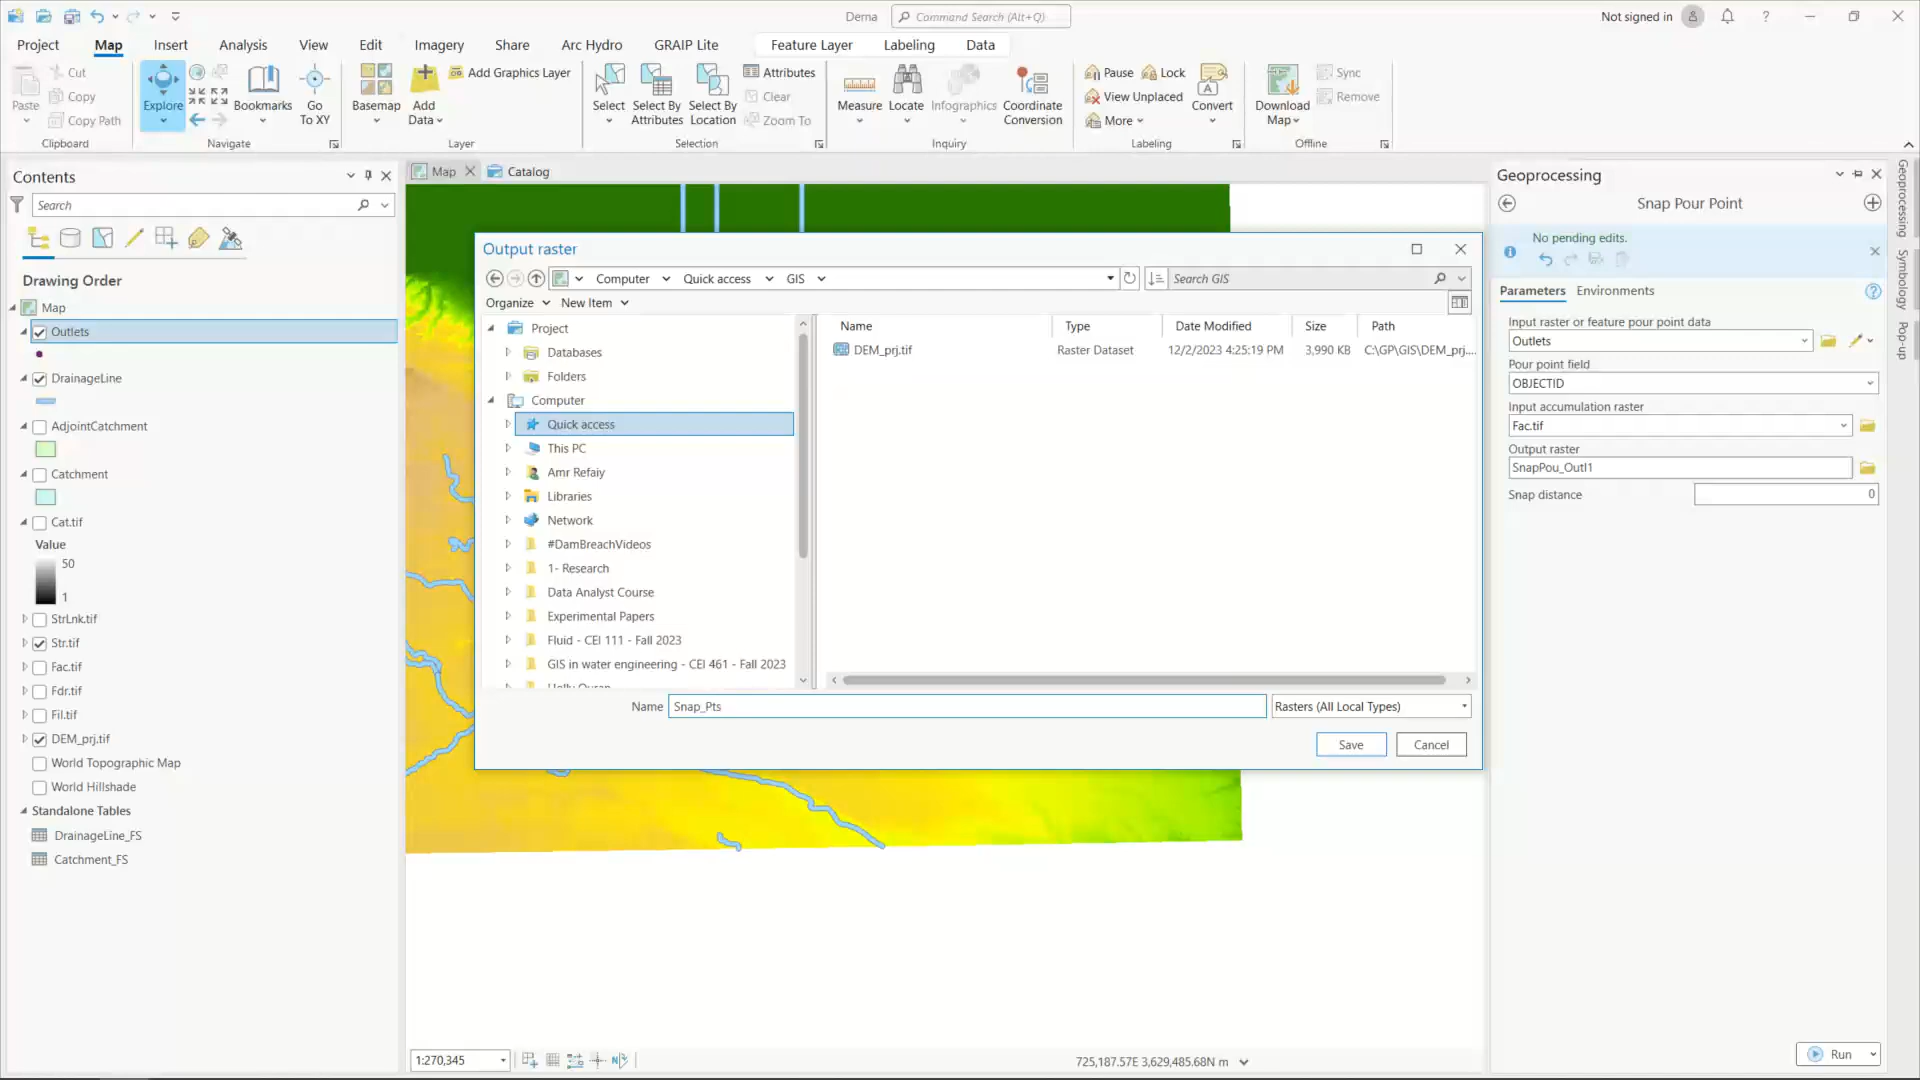 Derna
Command Search (Alt+Q)
Not signed in
?
Project
Map
Insert
Analysis
View
Edit
Imagery
Share
Arc Hydro
GRAIP Lite
Feature Layer
Labeling
Data
Paste
Cut
Copy
Copy Path
Clipboard
Explore
Bookmarks
Go
To XY
Navigate
Basemap
Add
Data
Add Graphics Layer
Layer
Select
Select By
Attributes
Select By
Location
Attributes
Clear
Zoom To
Selection
Measure
Locate
Infographics
Coordinate
Conversion
Inquiry
Pause
Lock
View Unplaced
More
Convert
Labeling
Download
Map
Sync
Remove
Offline
Contents
Search
Drawing Order
Map
Outlets
DrainageLine
AdjointCatchment
Catchment
Cat.tif
Value
50
1
StrLnk.tif
Str.tif
Fac.tif
Fdr.tif
Fil.tif
DEM_prj.tif
World Topographic Map
World Hillshade
Standalone Tables
DrainageLine_FS
Catchment_FS
Map
Catalog
Output raster
Computer
Quick access
GIS
Search GIS
Organize
New Item
Project
Databases
Folders
Computer
Quick access
This PC
Amr Refaiy
Libraries
Network
#DamBreachVideos
1- Research
Data Analyst Course
Experimental Papers
Fluid - CEI 111 - Fall 2023
GIS in water engineering - CEI 461 - Fall 2023
Holly Quran
Name Type Date Modified Size Path
DEM_prj.tif Raster Dataset 12/2/2023 4:25:19 PM 3,990 KB C:\GP\GIS\DEM_prj....
Name Snap_Pts Rasters (All Local Types)
Save Cancel
1:270,345
725,187.57E 3,629,485.68N m
Geoprocessing
Snap Pour Point
No pending edits.
Parameters Environments
Input raster or feature pour point data
Outlets
Pour point field
OBJECTID
Input accumulation raster
Fac.tif
Output raster
SnapPou_Outl1
Snap distance 0
Run
Geoprocessing
Symbology
Pop-up